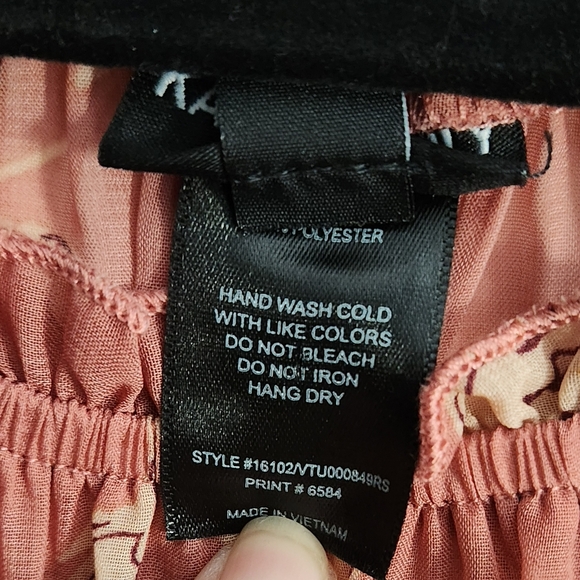 POLYESTER
HAND WASH COLD
WITH LIKE COLORS
DO NOT BLEACH
DO NOT IRON
HANG DRY
STYLE #16102/VTU000849RS
PRINT # 6584
MADE IN VIETNAM